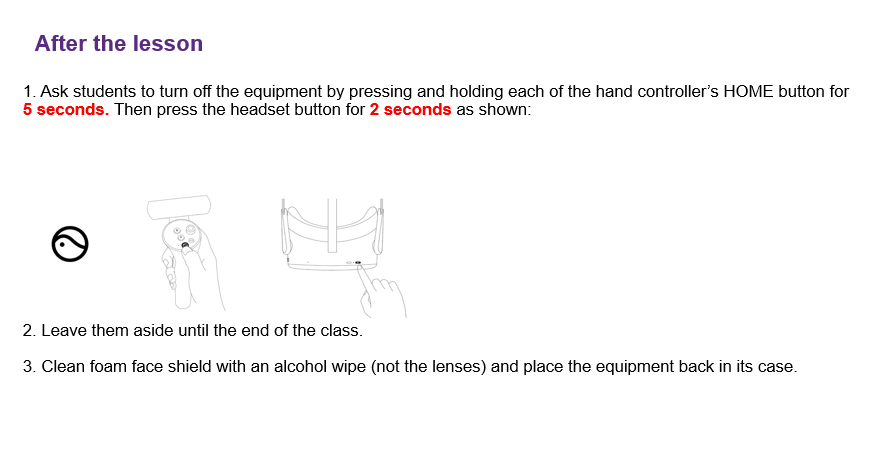 After the lesson
1. Ask students to turn off the equipment by pressing and holding each of the hand controller’s HOME button for
5 seconds. Then press the headset button for 2 seconds as shown:
2. Leave them aside until the end of the class.
3. Clean foam face shield with an alcohol wipe (not the lenses) and place the equipment back in its case.